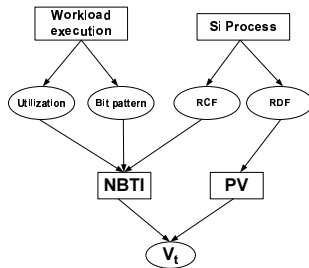 Workload
execution
Si Process
Utilization
Bit pattern
RCF
RDF
NBTI
PV
Vt